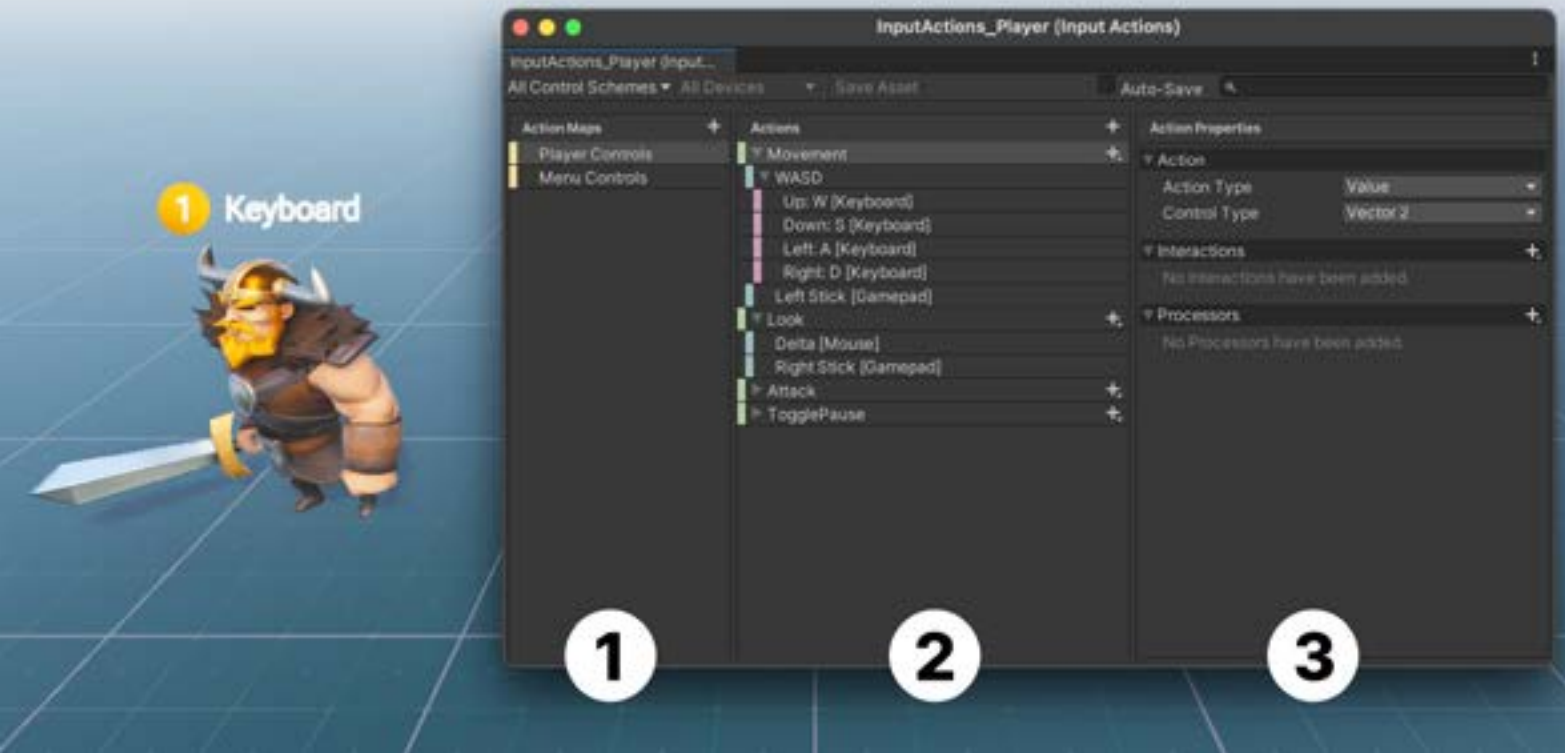 InputActions_Player (Input Actions)
InputActions_Player (Input...
All Control Schemes All Devices Save Asset Auto-Save
Action Maps
Player Controls
Menu Controls
Actions
Movement
WASD
Up: W [Keyboard]
Down: S [Keyboard]
Left: A [Keyboard]
Right: D [Keyboard]
Left Stick [Gamepad]
Look
Delta [Mouse]
Right Stick [Gamepad]
Attack
TogglePause
Action Properties
Action
Action Type Value
Control Type Vector 2
Interactions
No Interactions have been added.
Processors
No Processors have been added.
1 Keyboard
1
2
3